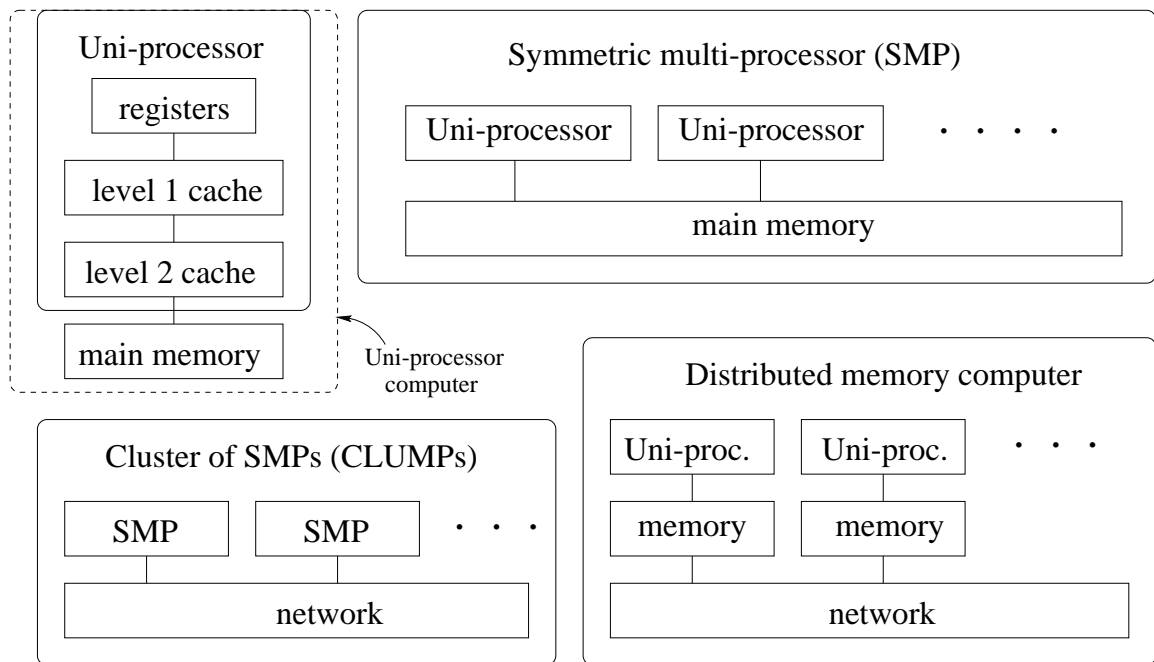 Uni-processor
registers
level 1 cache
level 2 cache
main memory
Uni-processor
computer
Symmetric multi-processor (SMP)
Uni-processor
Uni-processor
. . . .
main memory
Cluster of SMPs (CLUMPs)
SMP
SMP
. . .
network
Distributed memory computer
Uni-proc.
Uni-proc.
. . .
memory
memory
network